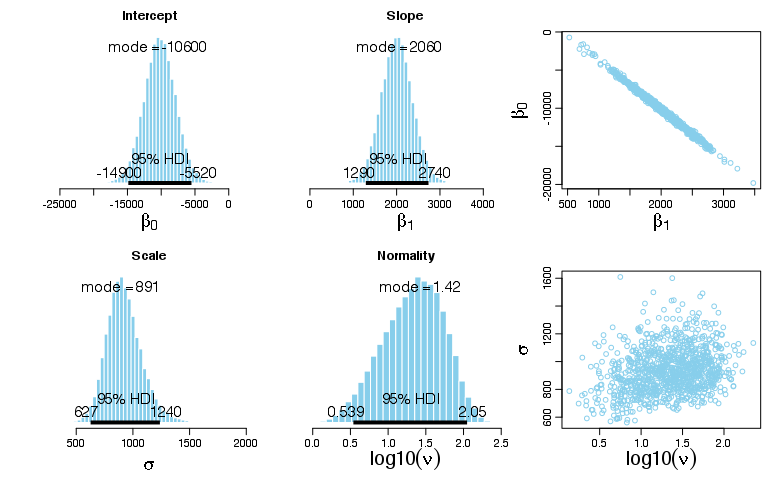 Intercept
mode = -10600
95% HDI
-14900 -5520
-25000 -15000 -5000 0
β0
Slope
mode = 2060
95% HDI
1290 2740
0 1000 2000 3000 4000
β1
0
-10000
-20000
β0
500 1000 2000 3000
β1
Scale
mode = 891
95% HDI
627 1240
500 1000 1500 2000
σ
Normality
mode = 1.42
95% HDI
0.539 2.05
0.0 0.5 1.0 1.5 2.0 2.5
log10(ν)
1600
1200
800
600
σ
0.5 1.0 1.5 2.0
log10(ν)